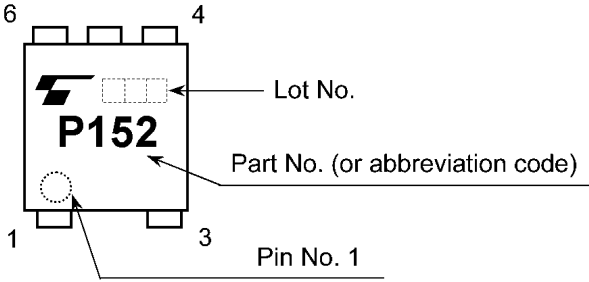 6 4
Lot No.
P152
Part No. (or abbreviation code)
1 3
Pin No. 1